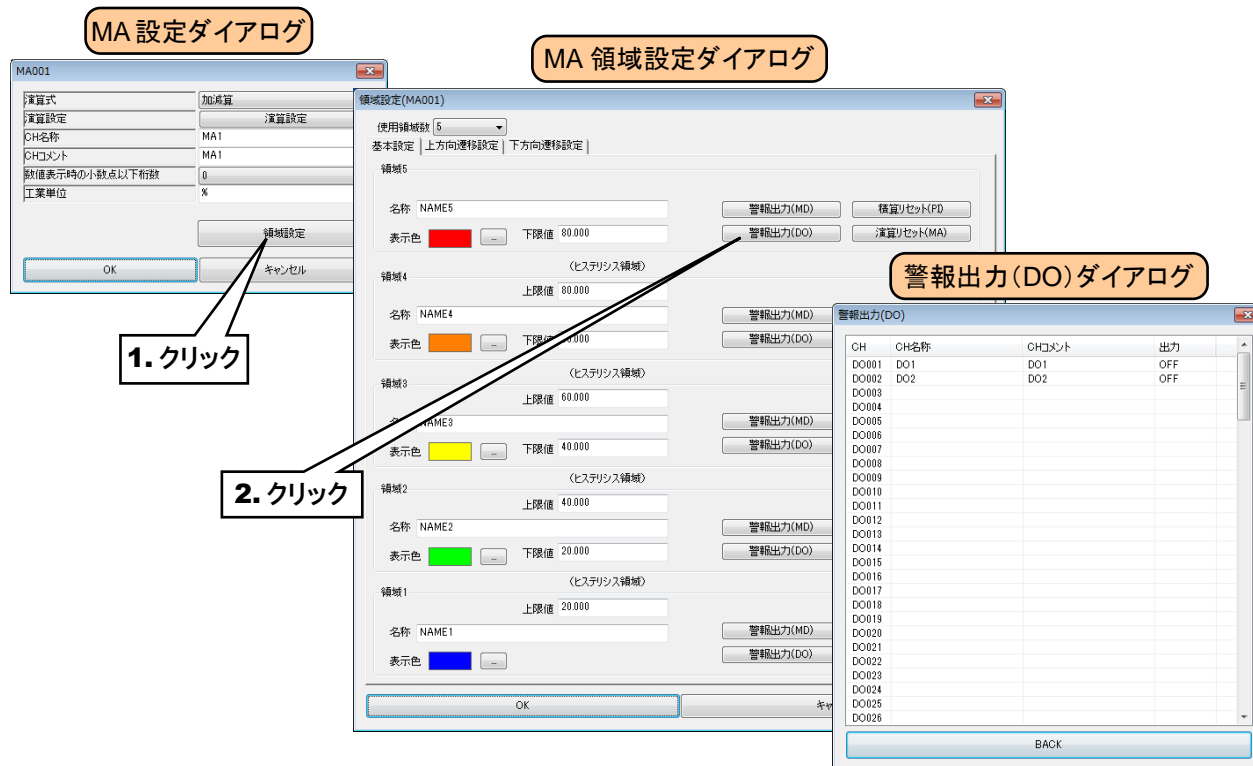 MA 設定ダイアログ
MA001
演算式 加減算
演算設定 演算設定
CH名称 MA1
CHコメント MA1
数値表示時の小数点以下桁数 0
工業単位 %
領域設定
OK キャンセル
1. クリック
MA 領域設定ダイアログ
領域設定(MA001)
使用領域数 5
基本設定 上方向遷移設定 下方向遷移設定
領域5
名称 NAME5 警報出力(MD) 積算リセット(PI)
表示色 ... 下限値 80.000 警報出力(DO) 演算リセット(MA)
(ヒステリシス領域)
領域4
上限値 80.000
名称 NAME4 警報出力(MD)
表示色 ... 下限値 警報出力(DO)
(ヒステリシス領域)
領域3
上限値 60.000
NAME3 警報出力(MD)
表示色 ... 下限値 40.000 警報出力(DO)
2. クリック
(ヒステリシス領域)
領域2
上限値 40.000
名称 NAME2 警報出力(MD)
表示色 ... 下限値 20.000 警報出力(DO)
(ヒステリシス領域)
領域1
上限値 20.000
名称 NAME1 警報出力(MD)
表示色 ... 警報出力(DO)
OK
警報出力(DO)ダイアログ
警報出力(DO)
CH CH名称 CHコメント 出力
DO001 DO1 DO1 OFF
DO002 DO2 DO2 OFF
DO003
DO004
DO005
DO006
DO007
DO008
DO009
DO010
DO011
DO012
DO013
DO014
DO015
DO016
DO017
DO018
DO019
DO020
DO021
DO022
DO023
DO024
DO025
DO026
BACK